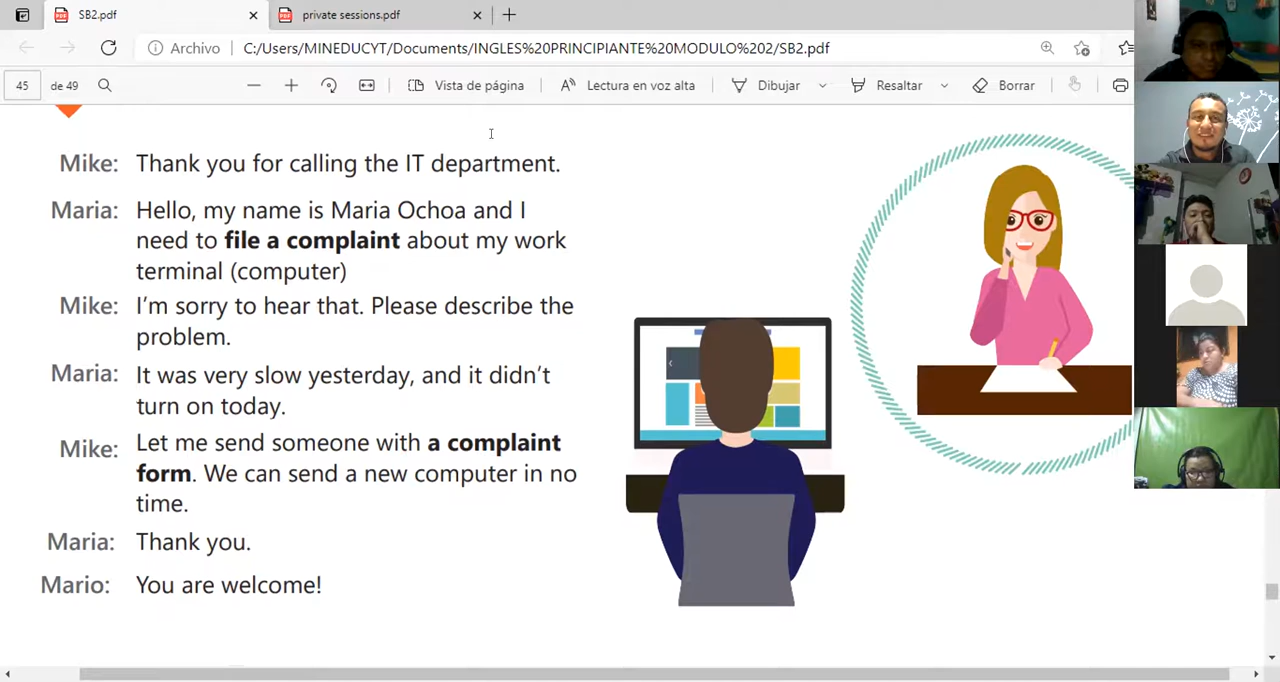 SB2.pdf
private sessions.pdf
Archivo
C:/Users/MINEDUCYT/Documents/INGLES%20PRINCIPIANTE%20MODULO%202/SB2.pdf
45 de 49
Vista de página
Lectura en voz alta
Dibujar
Resaltar
Borrar
Mike: Thank you for calling the IT department.
Maria: Hello, my name is Maria Ochoa and I
need to file a complaint about my work
terminal (computer)
Mike: I'm sorry to hear that. Please describe the
problem.
Maria: It was very slow yesterday, and it didn't
turn on today.
Mike: Let me send someone with a complaint
form. We can send a new computer in no
time.
Maria: Thank you.
Mario: You are welcome!